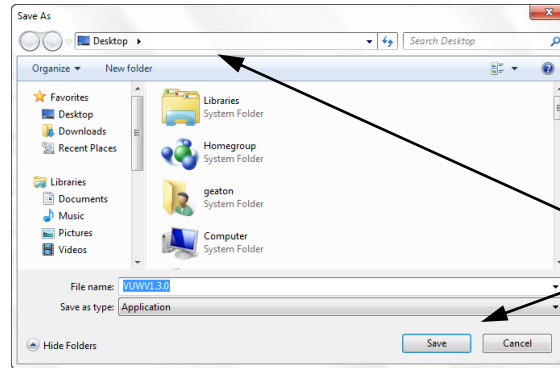 Save As
Desktop
Search Desktop
Organize
New folder
Favorites
Desktop
Downloads
Recent Places
Libraries
Documents
Music
Pictures
Videos
Libraries
System Folder
Homegroup
System Folder
geaton
System Folder
Computer
System Folder
File name: VUWV1.3.0
Save as type: Application
Hide Folders
Save
Cancel